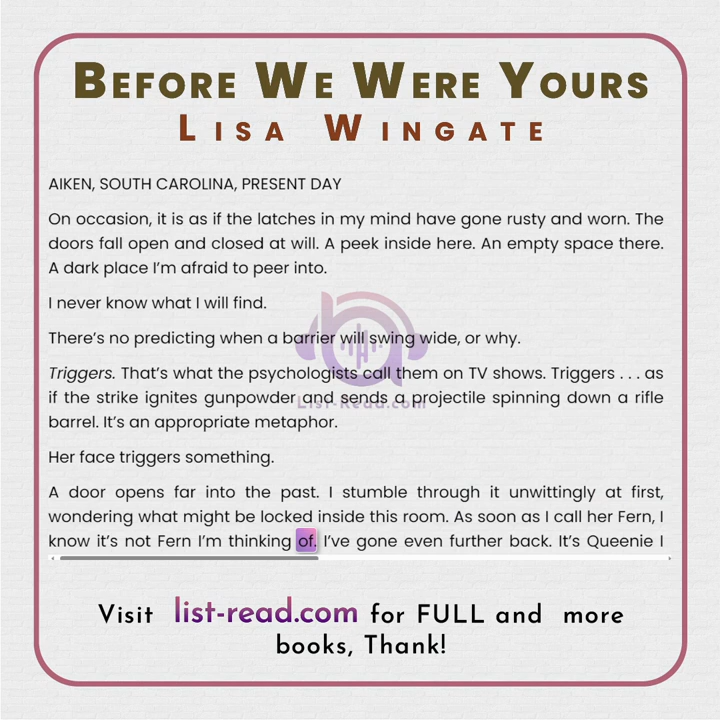 BEFORE WE WERE YOURS
LISA WINGATE
AIKEN, SOUTH CAROLINA, PRESENT DAY
On occasion, it is as if the latches in my mind have gone rusty and worn. The
doors fall open and closed at will. A peek inside here. An empty space there.
A dark place I’m afraid to peer into.
I never know what I will find.
There’s no predicting when a barrier will swing wide, or why.
Triggers. That’s what the psychologists call them on TV shows. Triggers . . . as
if the strike ignites gunpowder and sends a projectile spinning down a rifle
List-Read.com
barrel. It’s an appropriate metaphor.
Her face triggers something.
A door opens far into the past. I stumble through it unwittingly at first,
wondering what might be locked inside this room. As soon as I call her Fern, I
know it’s not Fern I’m thinking of. I’ve gone even further back. It’s Queenie I
Visit list-read.com for FULL and more
books, Thank!